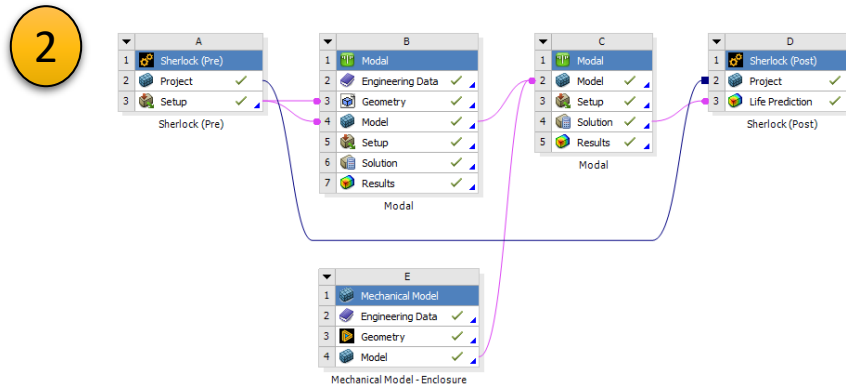 2
A
1 Sherlock (Pre)
2 Project
3 Setup
Sherlock (Pre)
B
1 Modal
2 Engineering Data
3 Geometry
4 Model
5 Setup
6 Solution
7 Results
Modal
C
1 Modal
2 Model
3 Setup
4 Solution
5 Results
Modal
D
1 Sherlock (Post)
2 Project
3 Life Prediction
Sherlock (Post)
E
1 Mechanical Model
2 Engineering Data
3 Geometry
4 Model
Mechanical Model - Enclosure